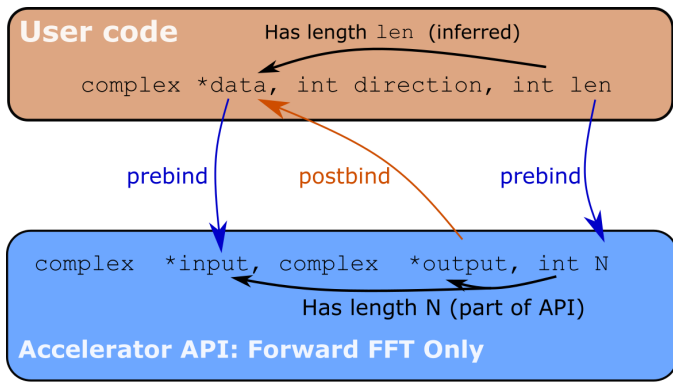 User code
Has length len (inferred)
complex *data, int direction, int len
prebind
postbind
prebind
complex *input, complex *output, int N
Has length N (part of API)
Accelerator API: Forward FFT Only